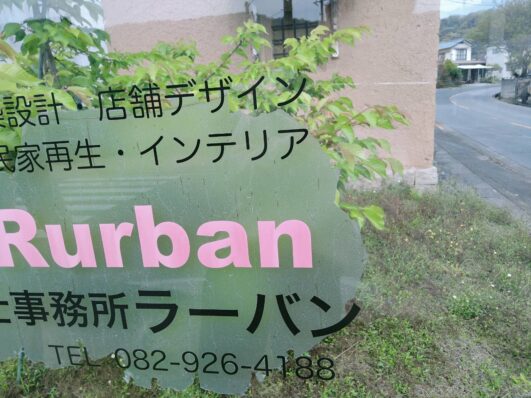 設計 店舗デザイン
民家再生・インテリア
Rurban
事務所ラーバン
TEL 082-926-4188